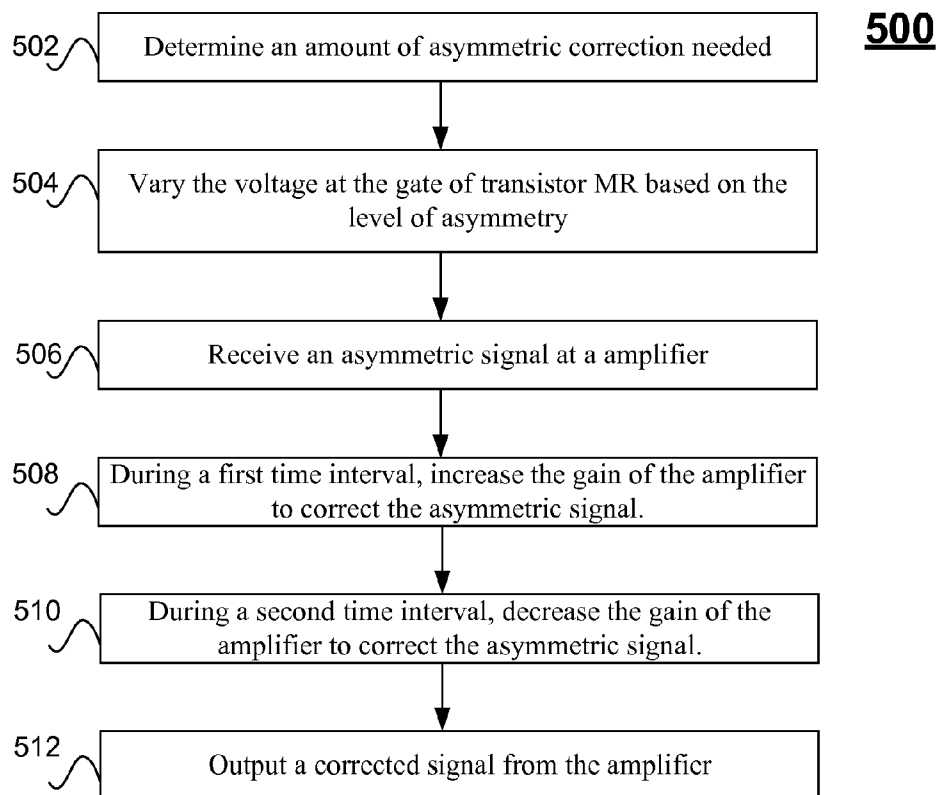 500
502
Determine an amount of asymmetric correction needed
504
Vary the voltage at the gate of transistor MR based on the
level of asymmetry
506
Receive an asymmetric signal at a amplifier
508
During a first time interval, increase the gain of the amplifier
to correct the asymmetric signal.
510
During a second time interval, decrease the gain of the
amplifier to correct the asymmetric signal.
512
Output a corrected signal from the amplifier